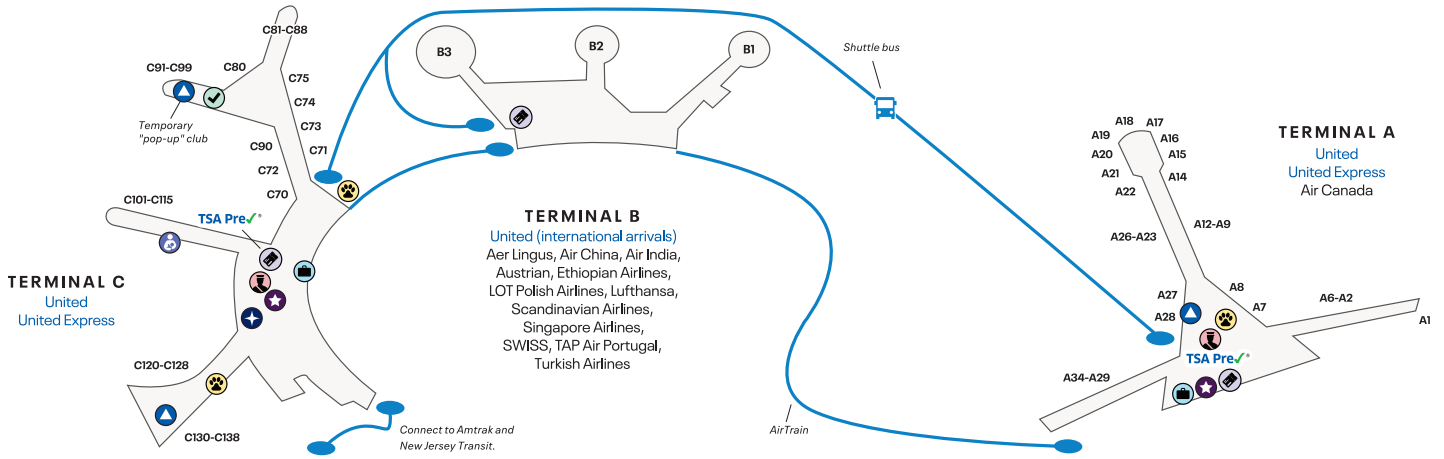 C81-C88
C91-C99
C80
C75
C74
C73
C71
C90
C72
C70
Temporary
"pop-up" club
C101-C115
TSA Pre✓®
TERMINAL C
United
United Express
C120-C128
C130-C138
Connect to Amtrak and
New Jersey Transit.
B3
B2
B1
TERMINAL B
United (international arrivals)
Aer Lingus, Air China, Air India,
Austrian, Ethiopian Airlines,
LOT Polish Airlines, Lufthansa,
Scandinavian Airlines,
Singapore Airlines,
SWISS, TAP Air Portugal,
Turkish Airlines
Shuttle bus
AirTrain
TERMINAL A
United
United Express
Air Canada
A18
A17
A19
A16
A20
A15
A21
A14
A22
A12-A9
A26-A23
A27
A8
A28
A7
A6-A2
A1
TSA Pre✓®
A34-A29